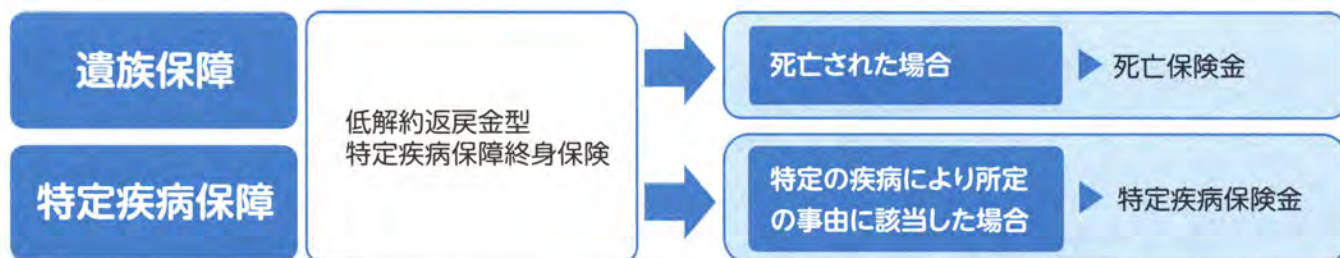 遺族保障
特定疾病保障
低解約返戻金型
特定疾病保障終身保険
死亡された場合
死亡保険金
特定の疾病により所定
の事由に該当した場合
特定疾病保険金